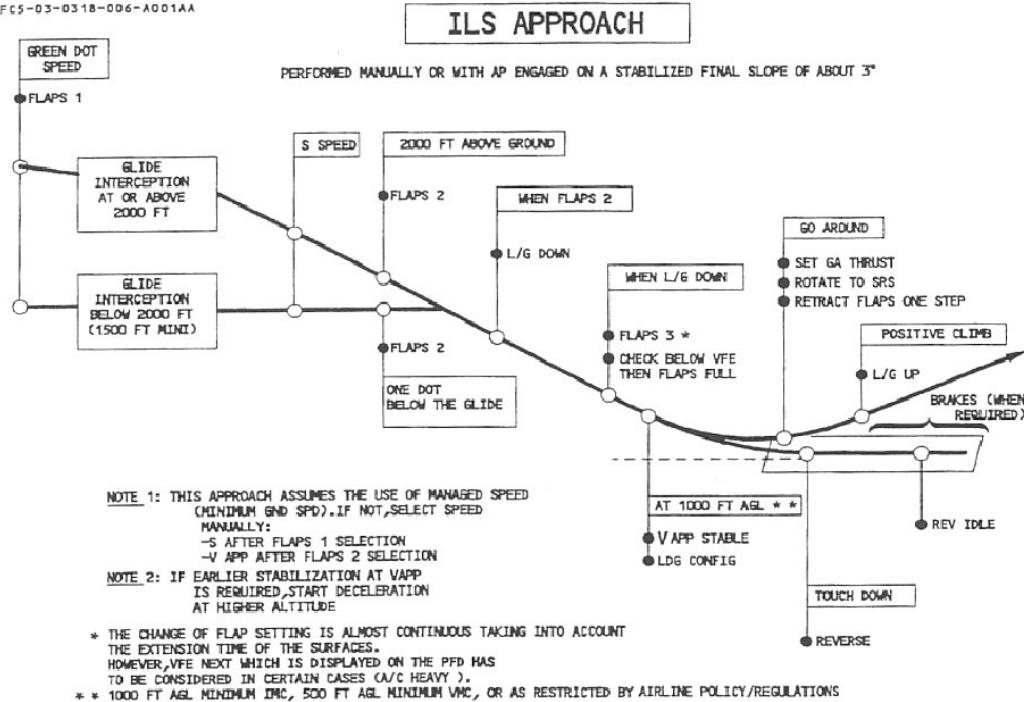 FC5-03-0318-006-A001AA
ILS APPROACH
PERFORMED MANUALLY OR WITH AP ENGAGED ON A STABILIZED FINAL SLOPE OF ABOUT 3°
GREEN DOT
SPEED
FLAPS 1
GLIDE
INTERCEPTION
AT OR ABOVE
2000 FT
S SPEED
2000 FT ABOVE GROUND
FLAPS 2
WHEN FLAPS 2
L/G DOWN
GLIDE
INTERCEPTION
BELOW 2000 FT
(1500 FT MINI)
FLAPS 2
ONE DOT
BELOW THE GLIDE
WHEN L/G DOWN
FLAPS 3 *
CHECK BELOW VFE
THEN FLAPS FULL
GO AROUND
SET GA THRUST
ROTATE TO SRS
RETRACT FLAPS ONE STEP
POSITIVE CLIMB
L/G UP
BRAKES (WHEN
REQUIRED)
AT 1000 FT AGL * *
V APP STABLE
LDG CONFIG
REV IDLE
TOUCH DOWN
REVERSE
NOTE 1: THIS APPROACH ASSUMES THE USE OF MANAGED SPEED
(MINIMUM GND SPD).IF NOT,SELECT SPEED
MANUALLY:
-S AFTER FLAPS 1 SELECTION
-V APP AFTER FLAPS 2 SELECTION
NOTE 2: IF EARLIER STABILIZATION AT VAPP
IS REQUIRED,START DECELERATION
AT HIGHER ALTITUDE
* THE CHANGE OF FLAP SETTING IS ALMOST CONTINUOUS TAKING INTO ACCOUNT
THE EXTENSION TIME OF THE SURFACES.
HOWEVER,VFE NEXT WHICH IS DISPLAYED ON THE PFD HAS
TO BE CONSIDERED IN CERTAIN CASES (A/C HEAVY ).
* * 1000 FT AGL MINIMUM IMC, 500 FT AGL MINIMUM VMC, OR AS RESTRICTED BY AIRLINE POLICY/REGULATIONS